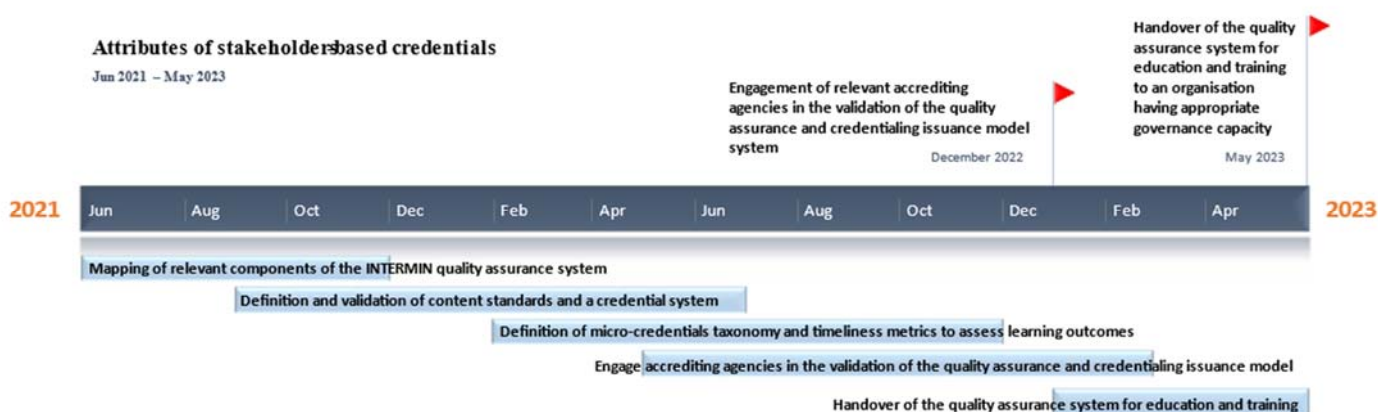 Attributes of stakeholder-based credentials
Jun 2021 – May 2023
Engagement of relevant accrediting
agencies in the validation of the quality
assurance and credentialing issuance model
system
December 2022
Handover of the quality
assurance system for
education and training
to an organisation
having appropriate
governance capacity
May 2023
2021 Jun Aug Oct Dec Feb Apr Jun Aug Oct Dec Feb Apr 2023
Mapping of relevant components of the INTERMIN quality assurance system
Definition and validation of content standards and a credential system
Definition of micro-credentials taxonomy and timeliness metrics to assess learning outcomes
Engage accrediting agencies in the validation of the quality assurance and credentialing issuance model
Handover of the quality assurance system for education and training